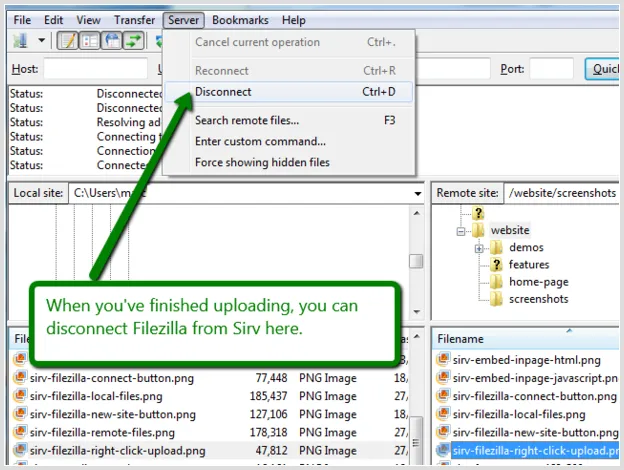 File Edit View Transfer Server Bookmarks Help
Cancel current operation Ctrl+.
Host: Port: Quic
Reconnect Ctrl+R
Status: Disconnected
Disconnect Ctrl+D
Status: Disconnected
Status: Resolving ad
Search remote files... F3
Status: Connecting t
Enter custom command...
Status: Connection
Force showing hidden files
Status: Connected
Local site: C:\Users\
Remote site: /website/screenshots
website
demos
features
home-page
screenshots
When you've finished uploading, you can
disconnect Filezilla from Sirv here.
Filename
sirv-embed-inpage-html.png
sirv-embed-inpage-javascript.png
sirv-filezilla-connect-button.png 77,448 PNG Image 18/
sirv-filezilla-connect-button.png
sirv-filezilla-local-files.png 185,437 PNG Image 27/
sirv-filezilla-local-files.png
sirv-filezilla-new-site-button.png 127,106 PNG Image 18/
sirv-filezilla-new-site-button.png
sirv-filezilla-remote-files.png 178,318 PNG Image 27/
sirv-filezilla-remote-files.png
sirv-filezilla-right-click-upload.png 47,812 PNG Image 27/
sirv-filezilla-right-click-upload.pn